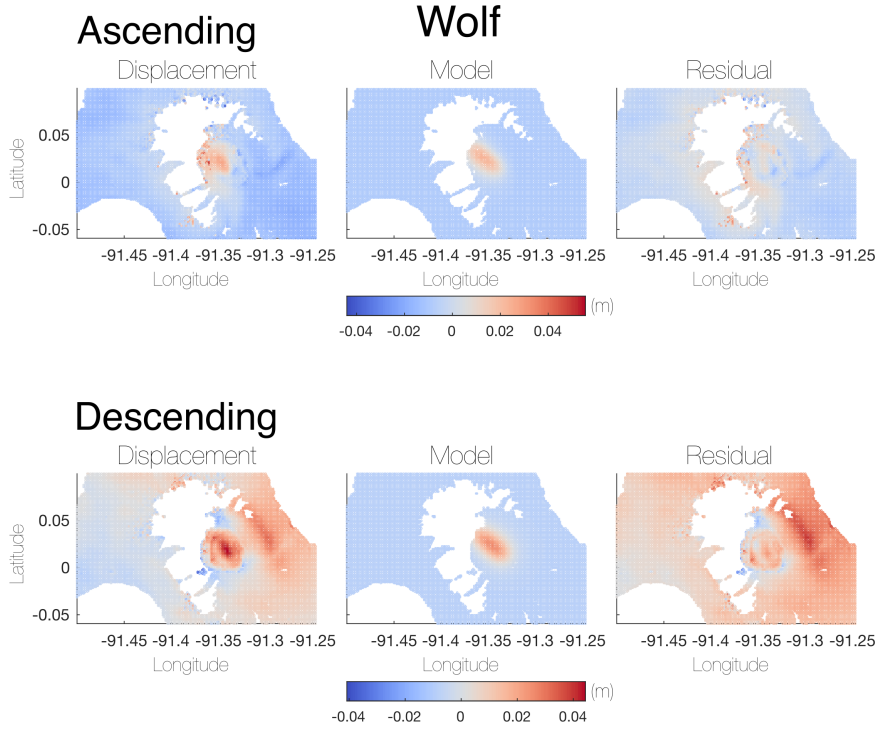 Ascending Wolf
Displacement Model Residual
Latitude
0.05
0
-0.05
-91.45 -91.4 -91.35 -91.3 -91.25 -91.45 -91.4 -91.35 -91.3 -91.25 -91.45 -91.4 -91.35 -91.3 -91.25
Longitude Longitude Longitude
(m)
-0.04 -0.02 0 0.02 0.04
Descending
Displacement Model Residual
Latitude
0.05
0
-0.05
-91.45 -91.4 -91.35 -91.3 -91.25 -91.45 -91.4 -91.35 -91.3 -91.25 -91.45 -91.4 -91.35 -91.3 -91.25
Longitude Longitude Longitude
(m)
-0.04 -0.02 0 0.02 0.04